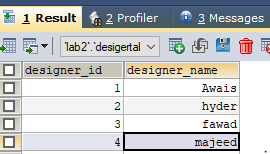 1 Result 2 Profiler 3 Messages
`lab2`.`desigertal
designer_id designer_name
1 Awais
2 hyder
3 fawad
4 majeed